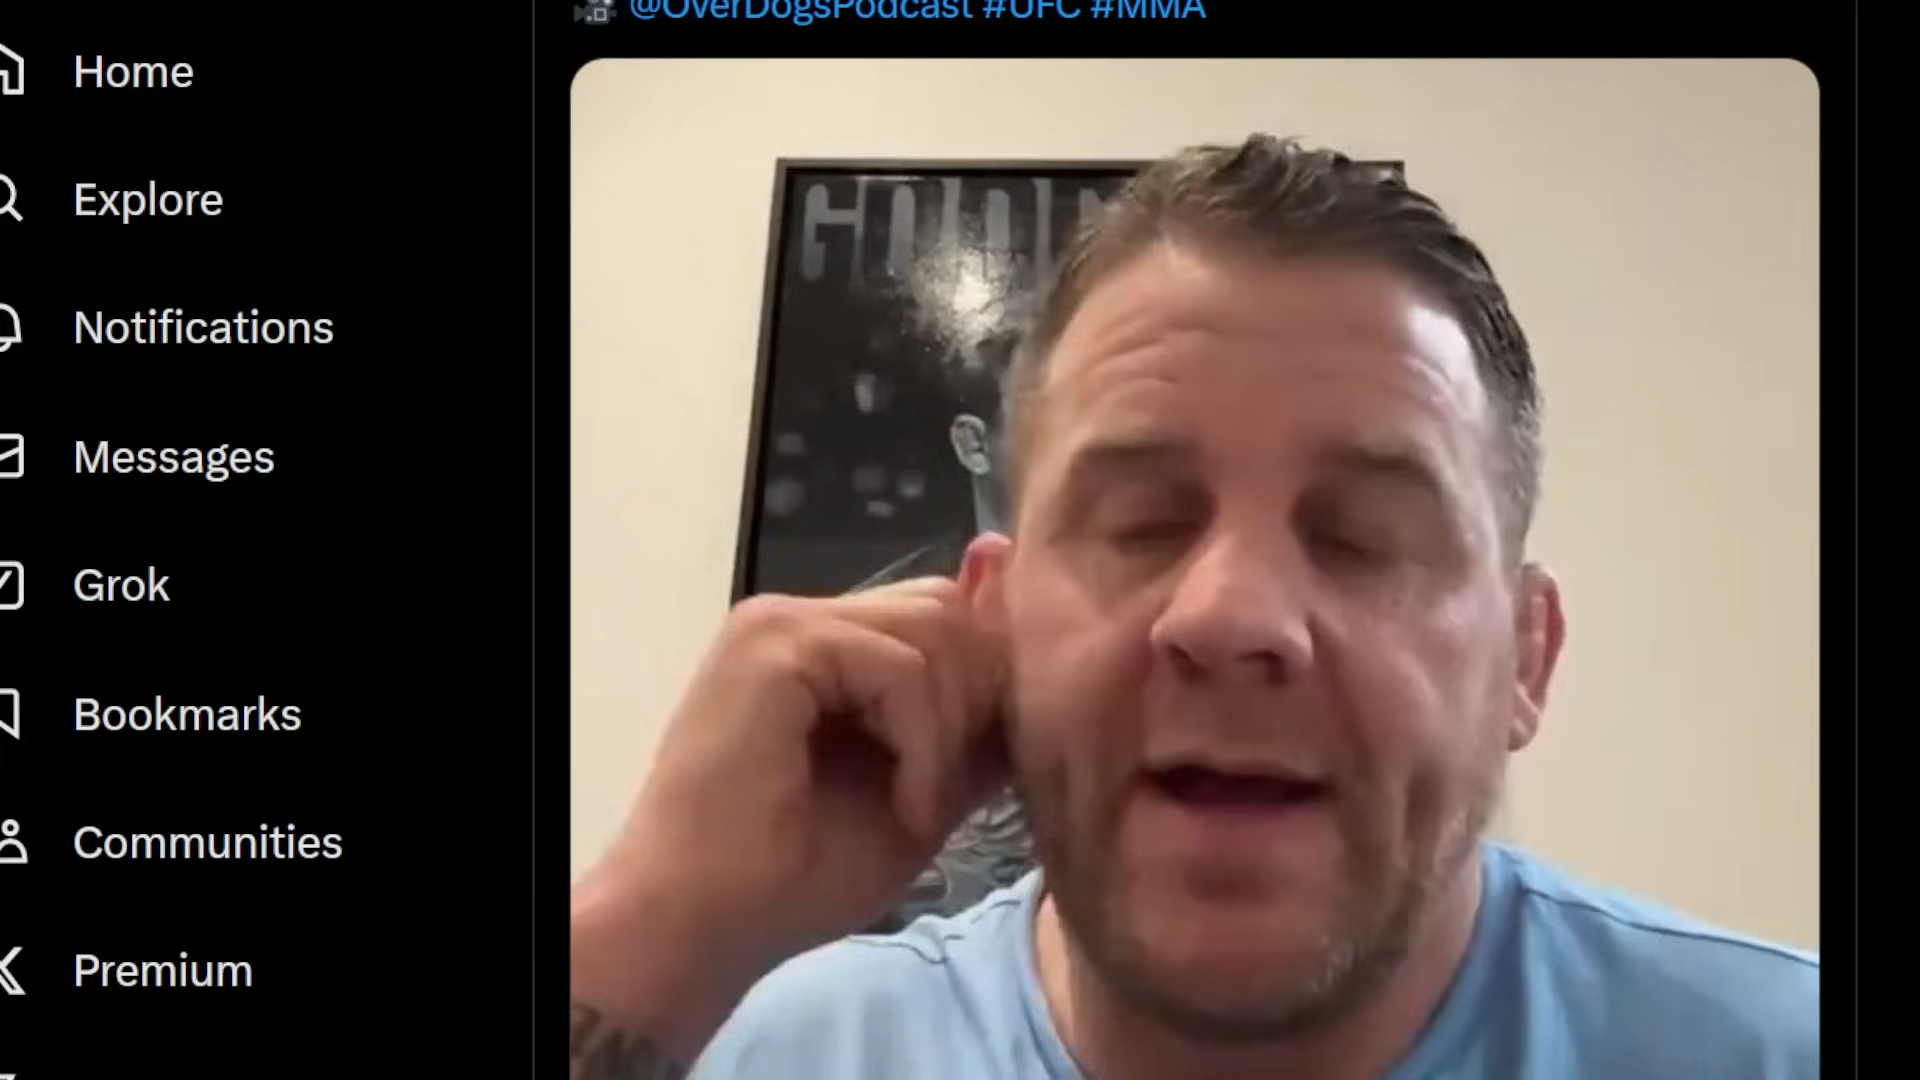 @OverDogsPodcast #UFC #MMA
Home
Explore
Notifications
Messages
Grok
Bookmarks
Communities
Premium